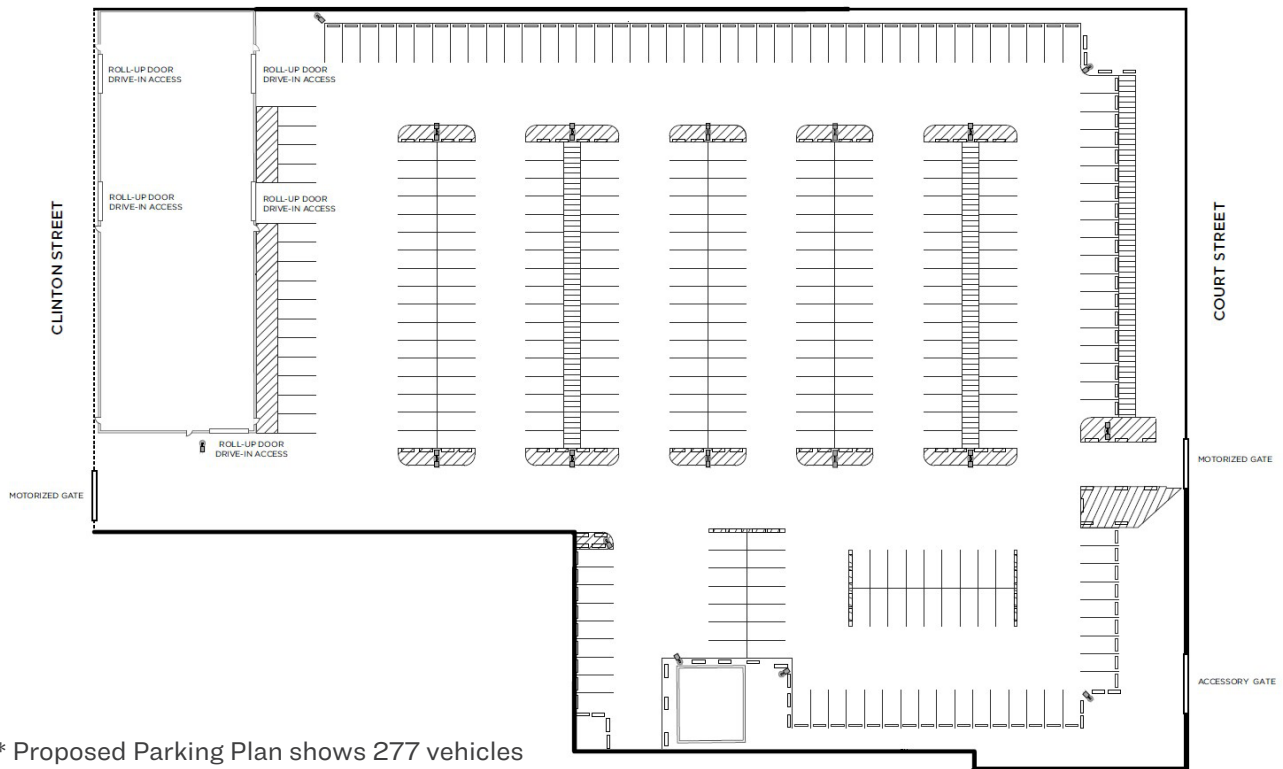 ROLL-UP DOOR
DRIVE-IN ACCESS
ROLL-UP DOOR
DRIVE-IN ACCESS
ROLL-UP DOOR
DRIVE-IN ACCESS
ROLL-UP DOOR
DRIVE-IN ACCESS
CLINTON STREET
COURT STREET
ROLL-UP DOOR
DRIVE-IN ACCESS
MOTORIZED GATE
MOTORIZED GATE
ACCESSORY GATE
* Proposed Parking Plan shows 277 vehicles